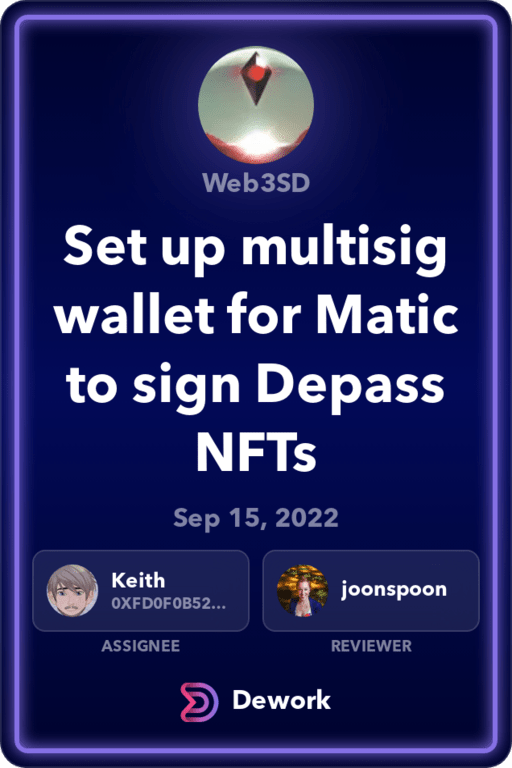 Web3SD
Set up multisig
wallet for Matic
to sign Depass
NFTs
Sep 15, 2022
Keith
0XFD0F0B52...
ASSIGNEE
joonspoon
REVIEWER
Dework